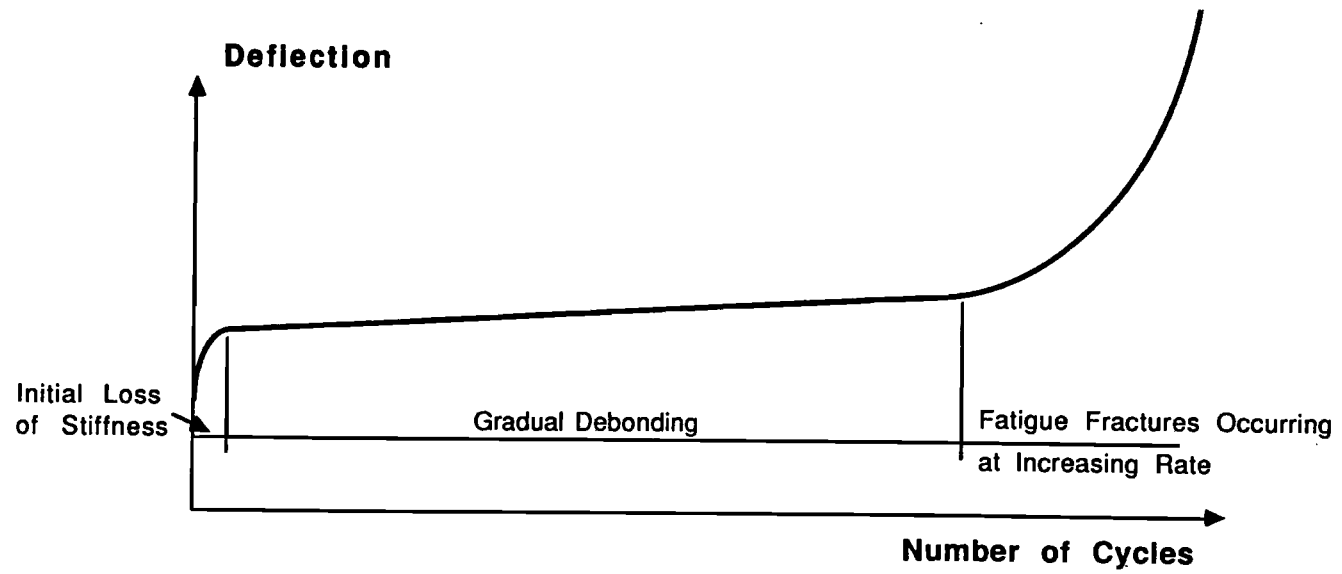 Deflection
Initial Loss
of Stiffness
Gradual Debonding
Fatigue Fractures Occurring
at Increasing Rate
Number of Cycles